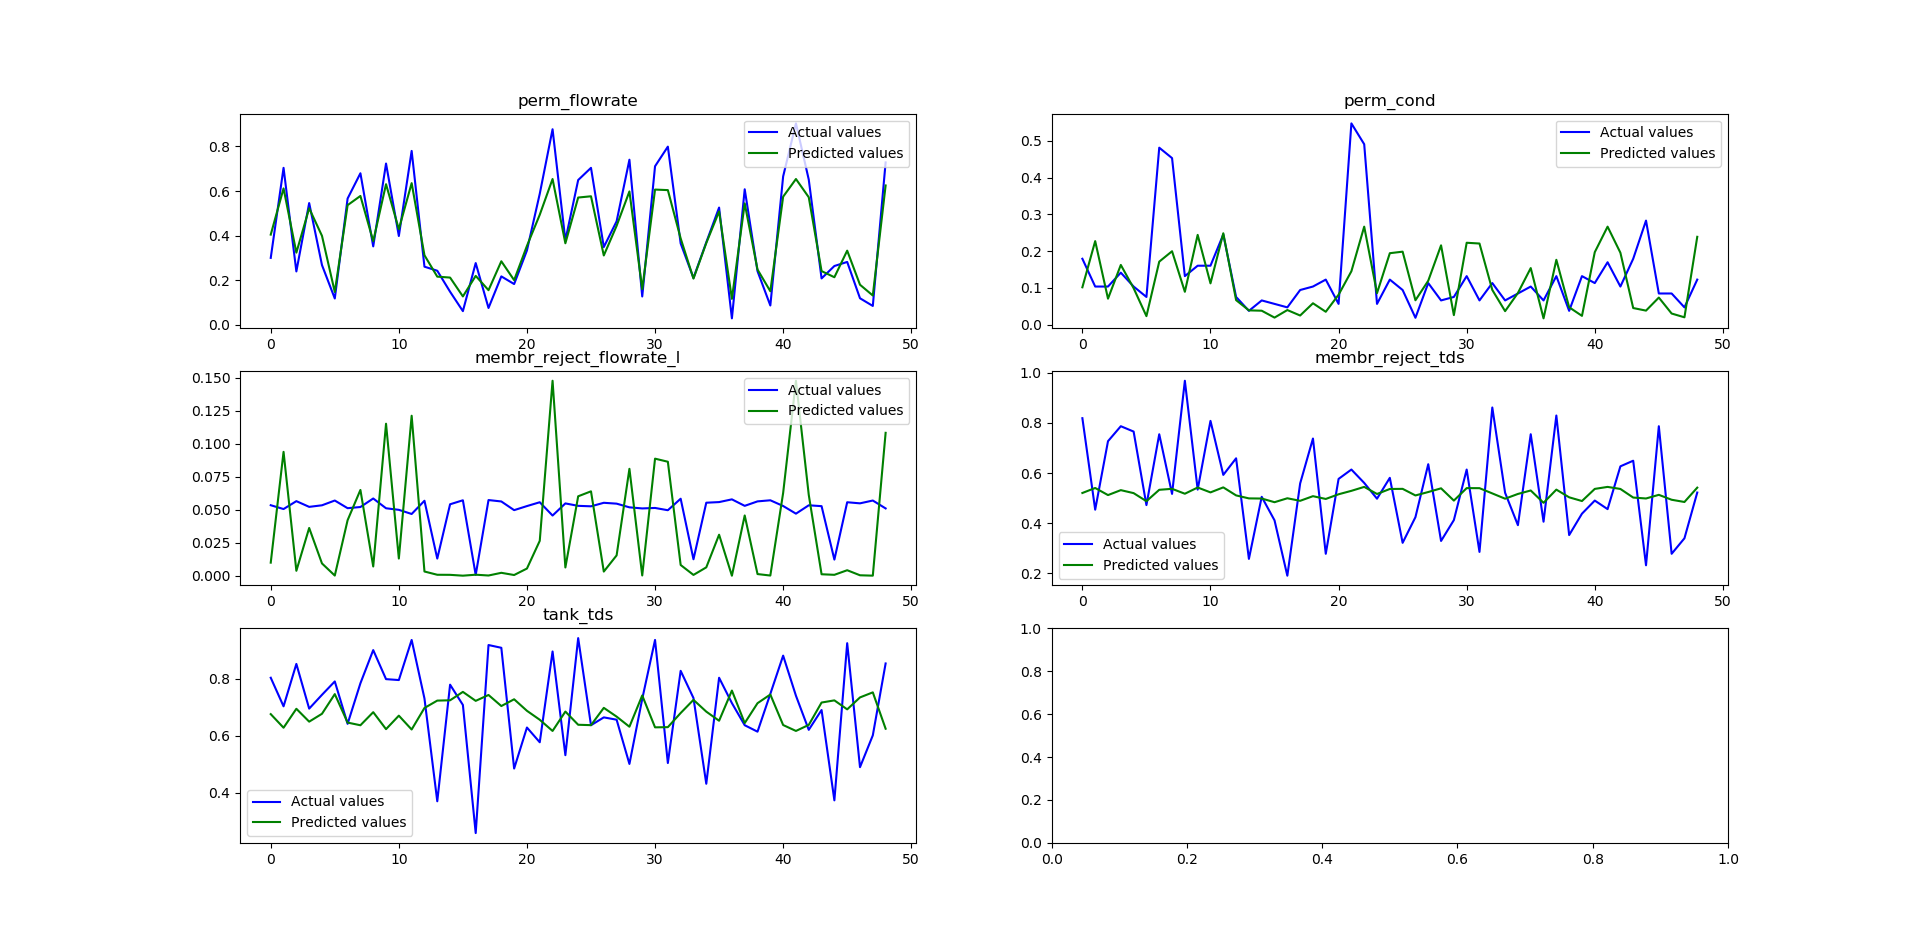 perm_flowrate
Actual values
Predicted values
0.8
0.6
0.4
0.2
0.0
0 10 20 30 40 50
perm_cond
Actual values
Predicted values
0.5
0.4
0.3
0.2
0.1
0.0
0 10 20 30 40 50
membr_reject_flowrate_l
Actual values
Predicted values
0.150
0.125
0.100
0.075
0.050
0.025
0.000
0 10 20 30 40 50
membr_reject_tds
1.0
0.8
0.6
0.4
0.2
Actual values
Predicted values
0 10 20 30 40 50
tank_tds
0.8
0.6
0.4
Actual values
Predicted values
0 10 20 30 40 50
1.0
0.8
0.6
0.4
0.2
0.0
0.0 0.2 0.4 0.6 0.8 1.0